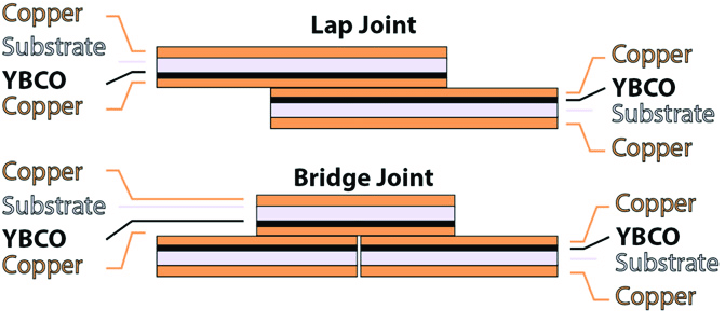 Lap Joint
Copper
Substrate
YBCO
Copper
Copper
YBCO
Substrate
Copper
Bridge Joint
Copper
Substrate
YBCO
Copper
Copper
YBCO
Substrate
Copper